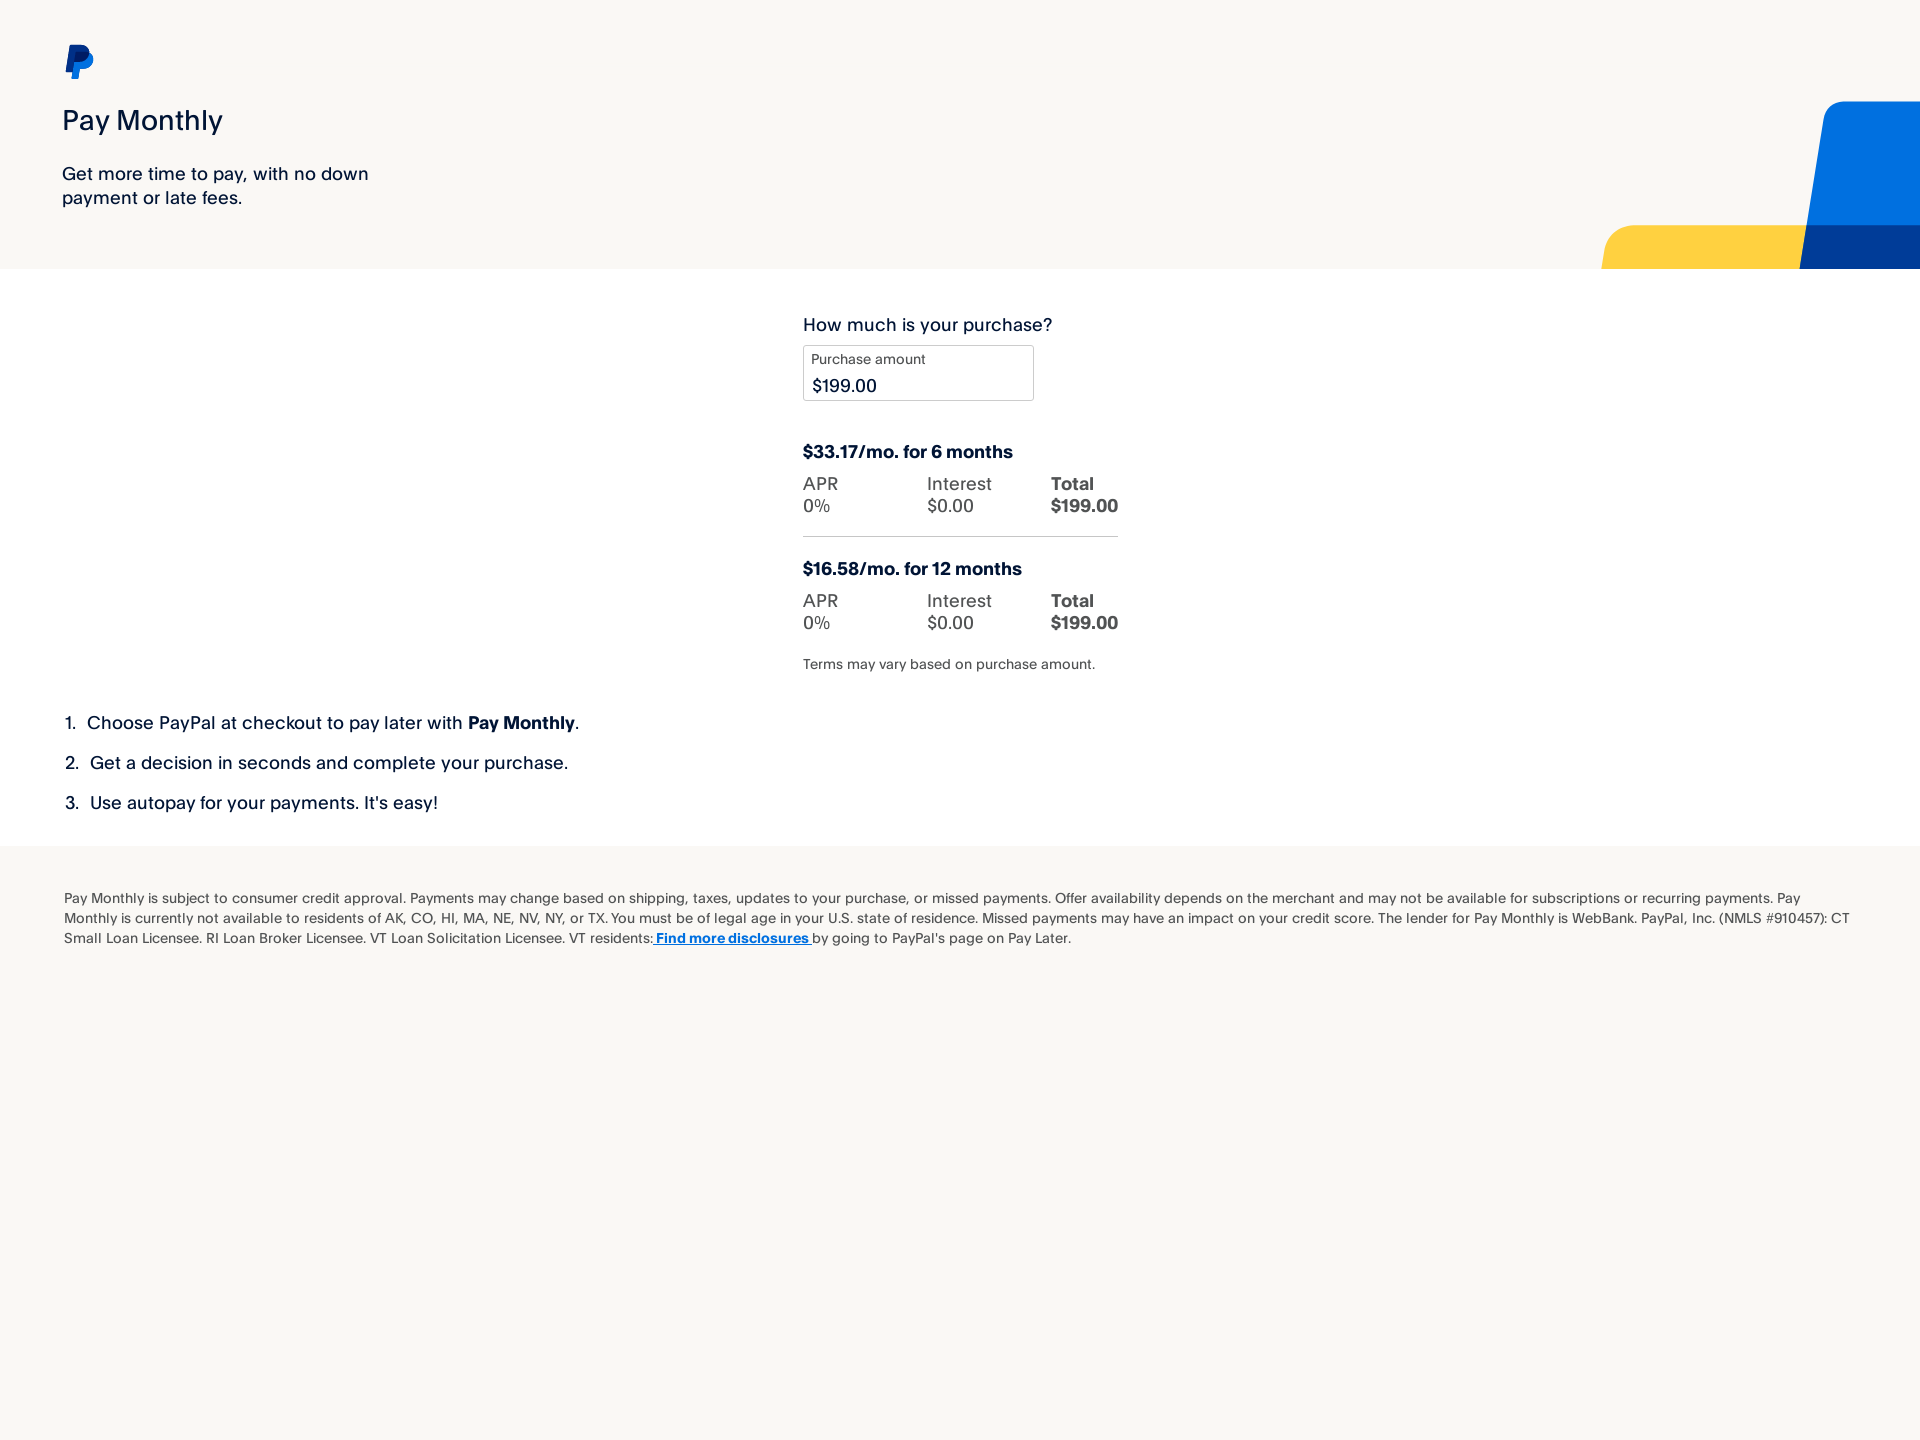 Pay Monthly
Get more time to pay, with no down
payment or late fees.
How much is your purchase?
Purchase amount
$199.00
$33.17/mo. for 6 months
APR Interest Total
0% $0.00 $199.00
$16.58/mo. for 12 months
APR Interest Total
0% $0.00 $199.00
Terms may vary based on purchase amount.
1. Choose PayPal at checkout to pay later with Pay Monthly.
2. Get a decision in seconds and complete your purchase.
3. Use autopay for your payments. It's easy!
Pay Monthly is subject to consumer credit approval. Payments may change based on shipping, taxes, updates to your purchase, or missed payments. Offer availability depends on the merchant and may not be available for subscriptions or recurring payments. Pay
Monthly is currently not available to residents of AK, CO, HI, MA, NE, NV, NY, or TX. You must be of legal age in your U.S. state of residence. Missed payments may have an impact on your credit score. The lender for Pay Monthly is WebBank. PayPal, Inc. (NMLS #910457): CT
Small Loan Licensee. RI Loan Broker Licensee. VT Loan Solicitation Licensee. VT residents: Find more disclosures by going to PayPal's page on Pay Later.